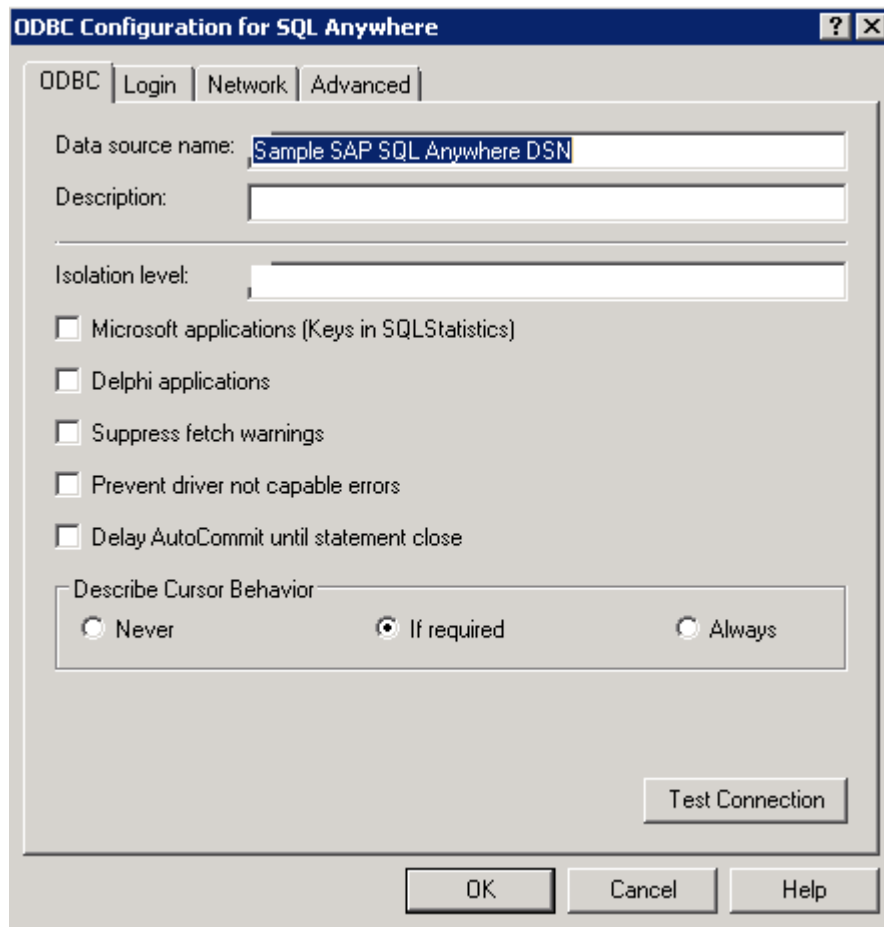 ODBC Configuration for SQL Anywhere
ODBC Login Network Advanced
Data source name: Sample SAP SQL Anywhere DSN
Description:
Isolation level:
Microsoft applications (Keys in SQLStatistics)
Delphi applications
Suppress fetch warnings
Prevent driver not capable errors
Delay AutoCommit until statement close
Describe Cursor Behavior
Never If required Always
Test Connection
OK Cancel Help